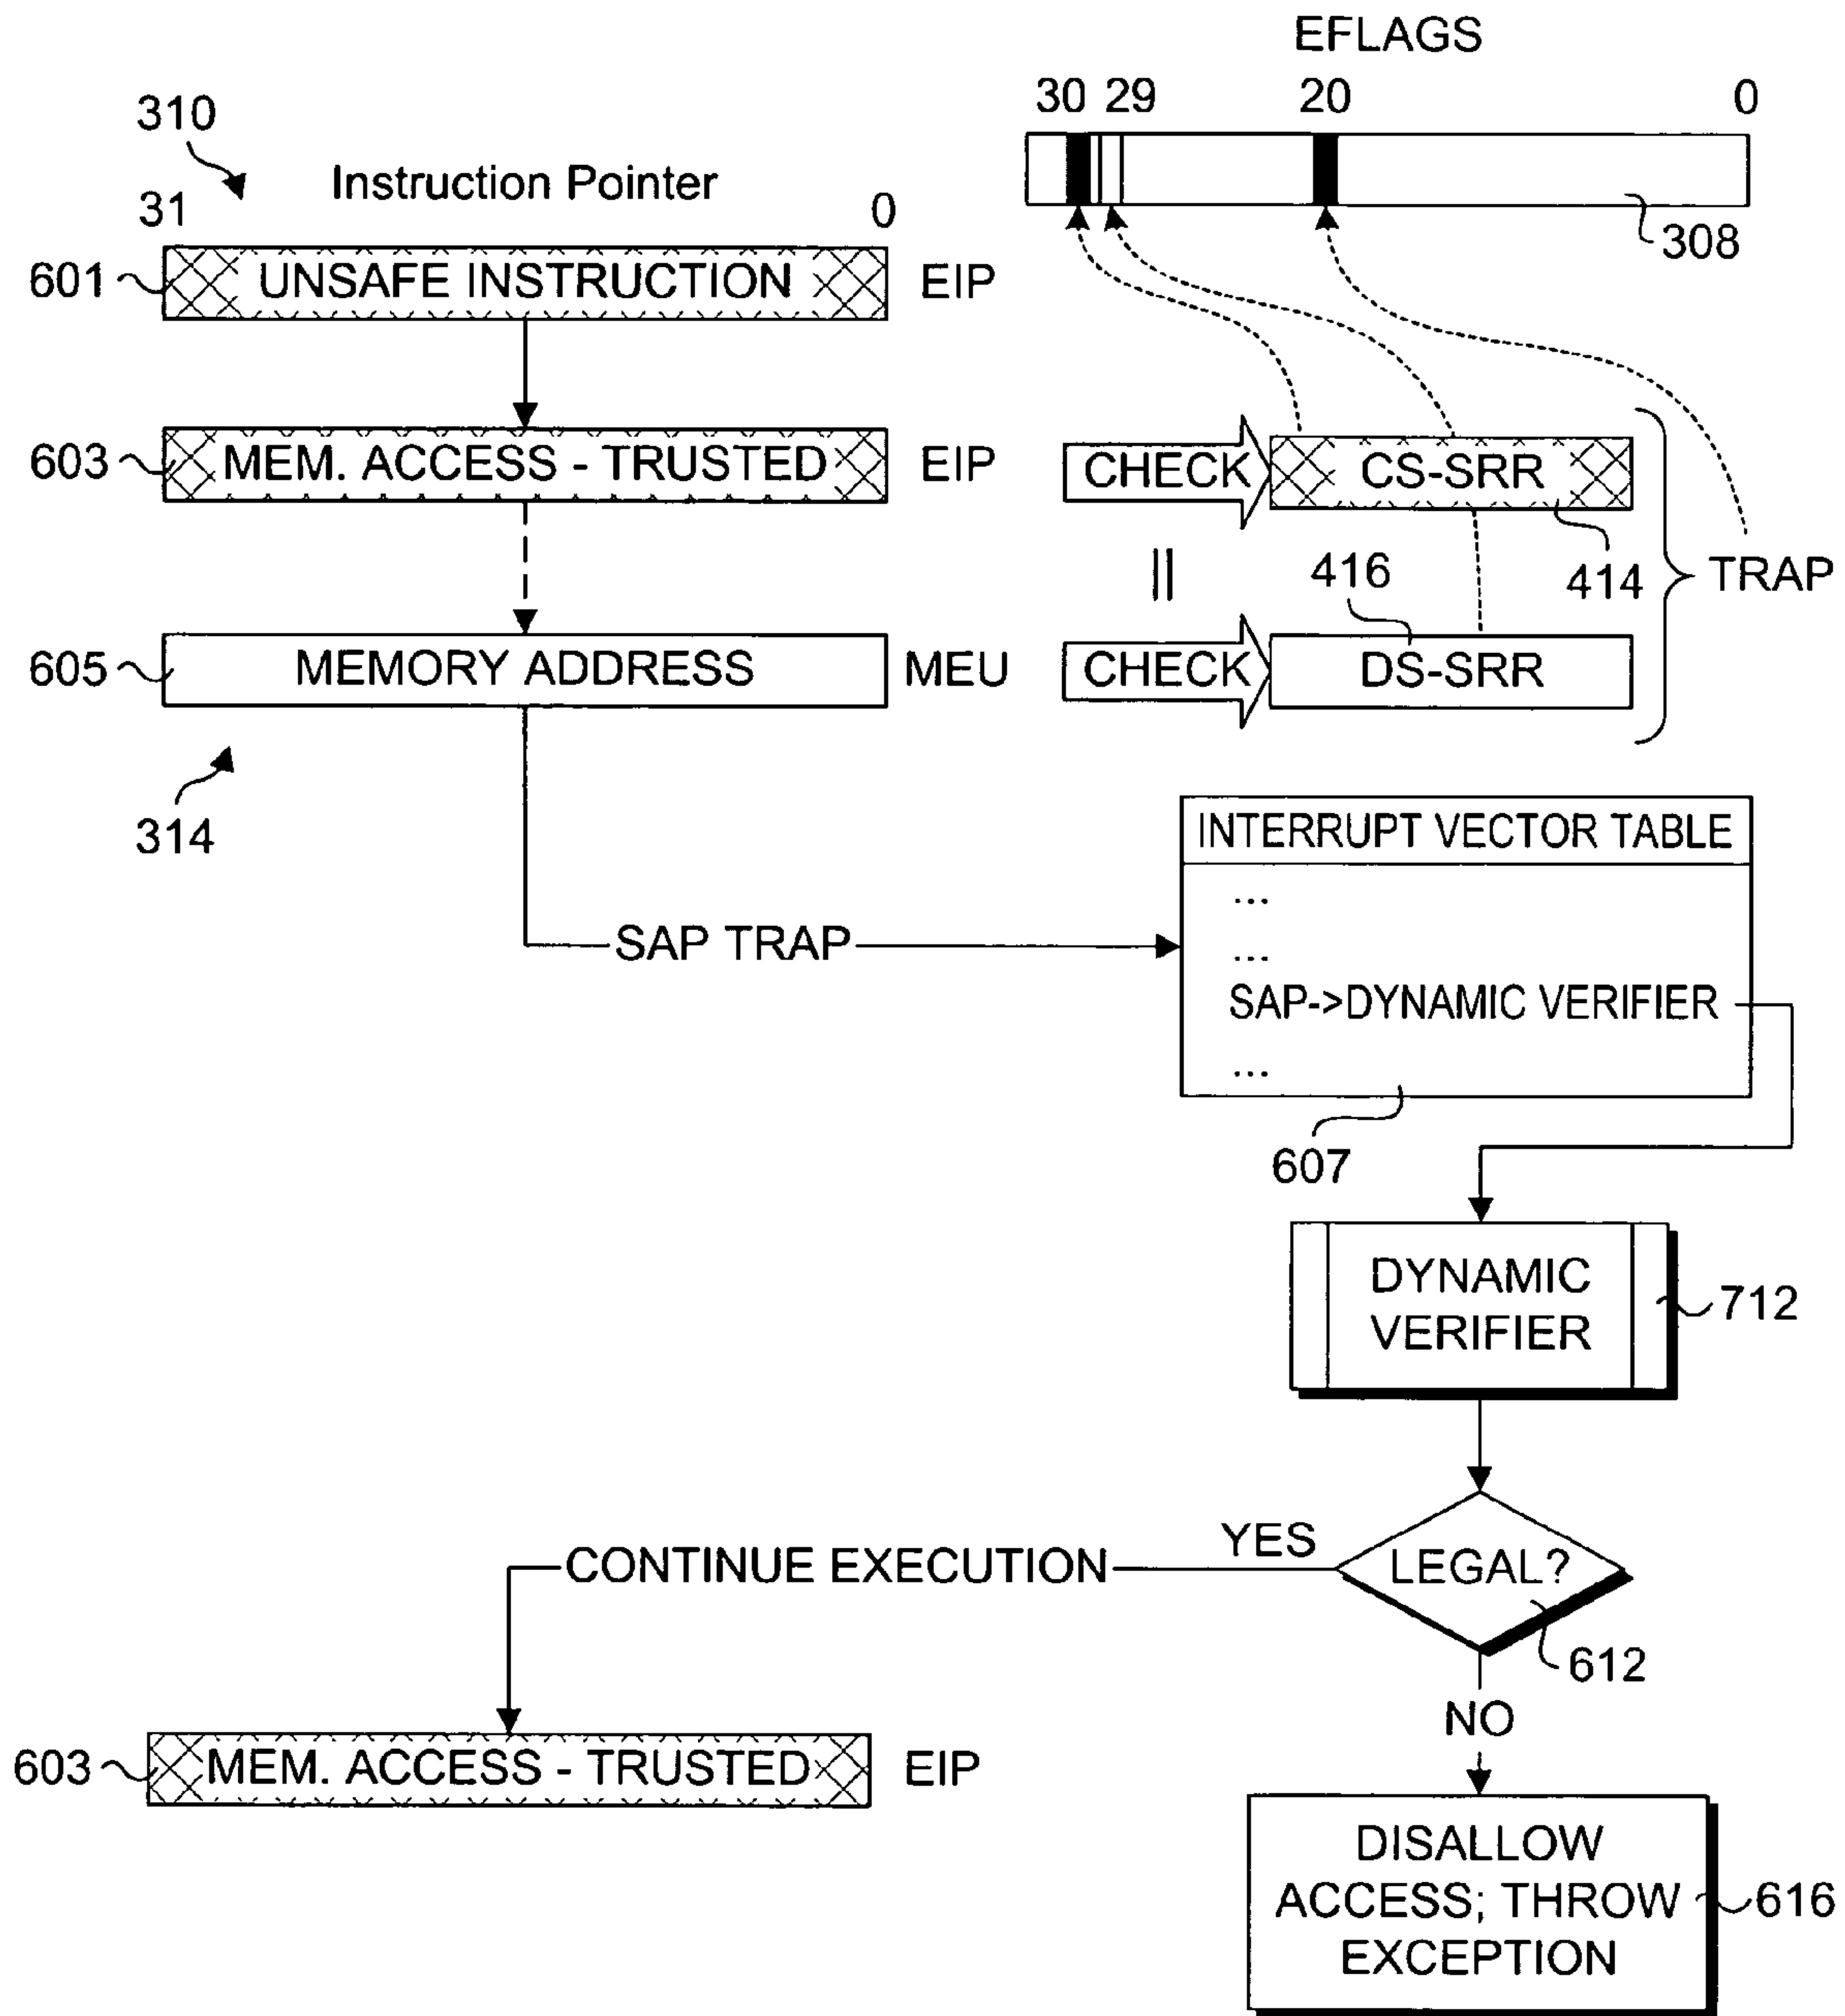 EFLAGS
30 29 20 0
310
308
Instruction Pointer
31 0
601 UNSAFE INSTRUCTION EIP
603 MEM. ACCESS - TRUSTED EIP
CHECK CS-SRR
||
416 414
TRAP
605 MEMORY ADDRESS MEU
CHECK DS-SRR
314
INTERRUPT VECTOR TABLE
...
SAP TRAP
...
SAP->DYNAMIC VERIFIER
...
607
DYNAMIC
VERIFIER
712
CONTINUE EXECUTION
YES
LEGAL?
612
NO
603 MEM. ACCESS - TRUSTED EIP
DISALLOW
ACCESS; THROW
EXCEPTION
616